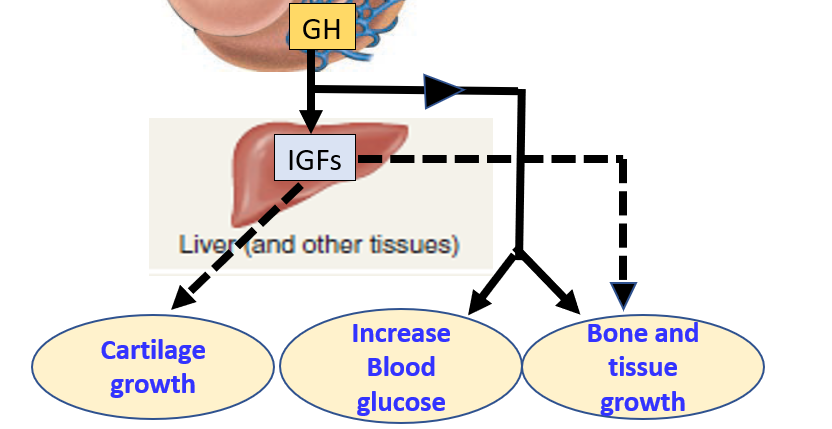 GH
IGFs
Liver (and other tissues)
Cartilage
growth
Increase
Blood
glucose
Bone and
tissue
growth